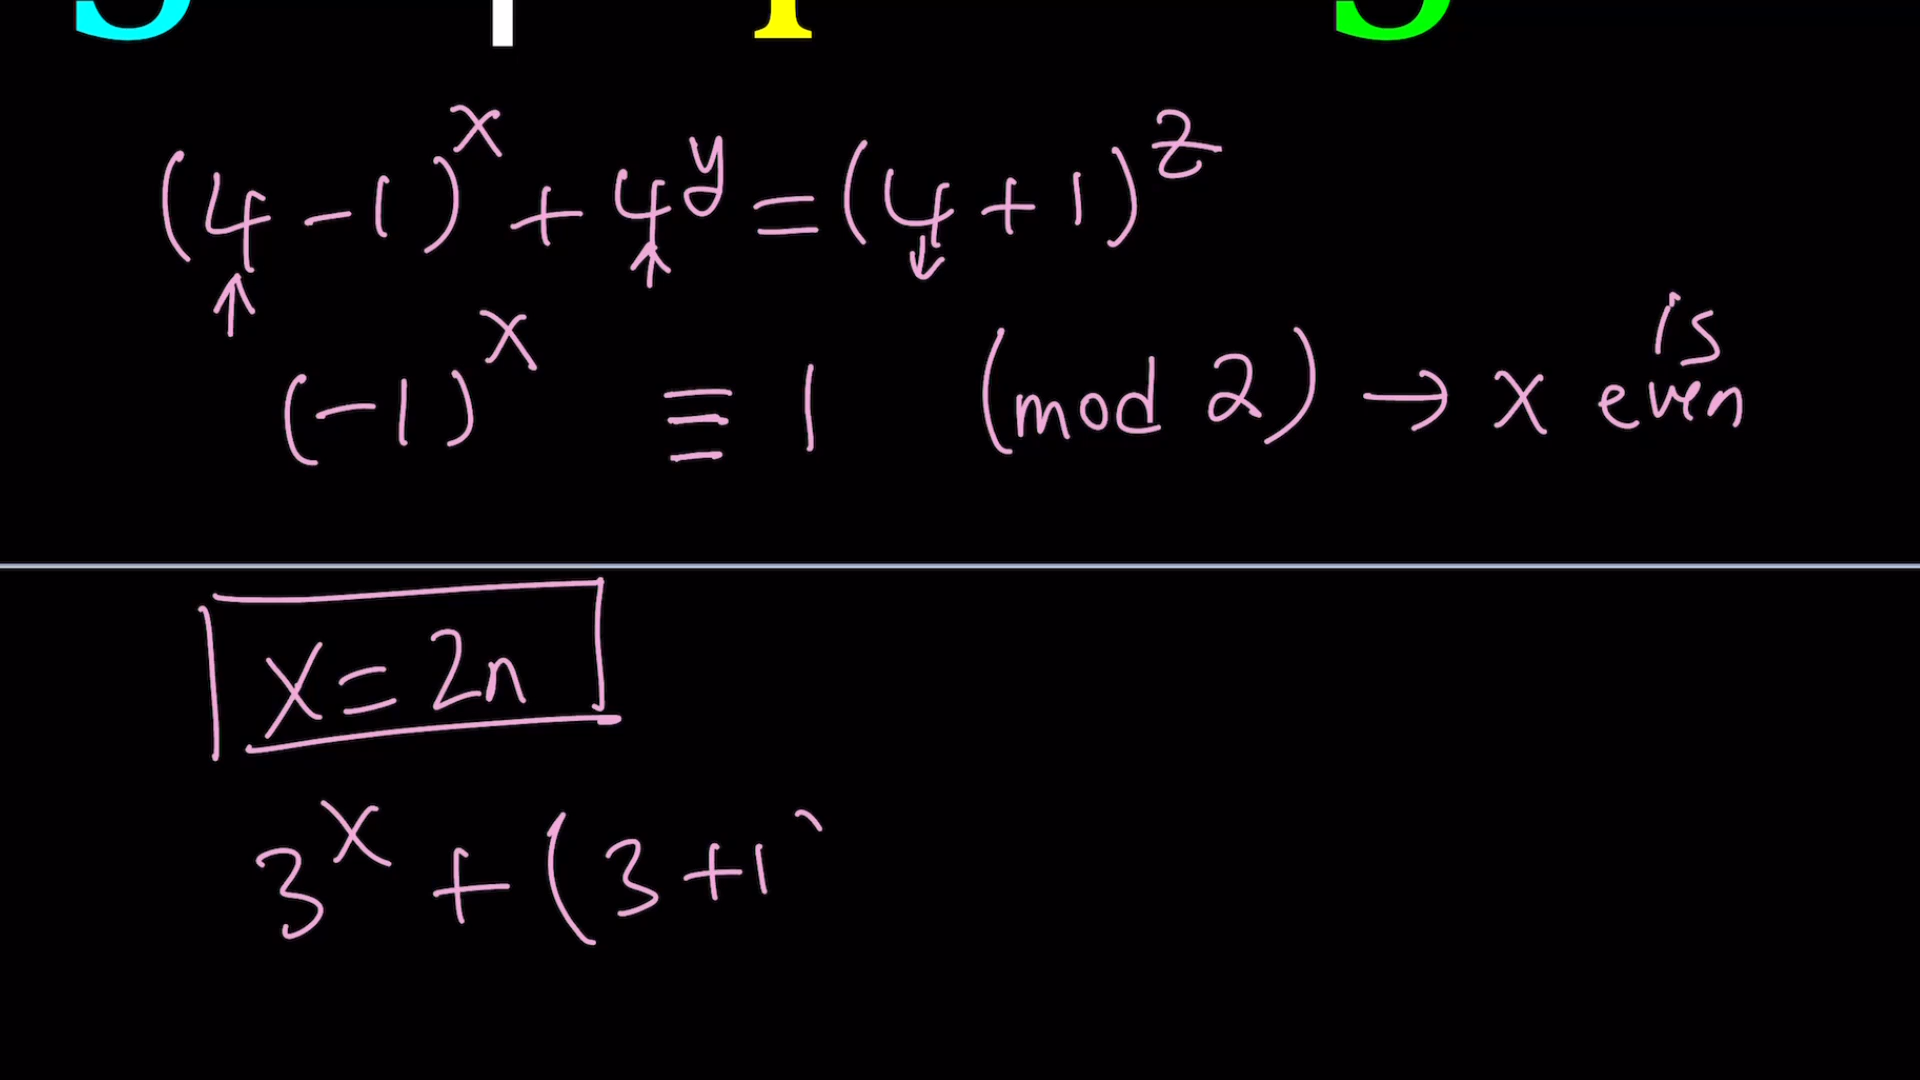 (4-1)^x + 4^y = (4+1)^z
(-1)^x ≡ 1 (mod 2) → x is even
x = 2n
3^x + (3+1